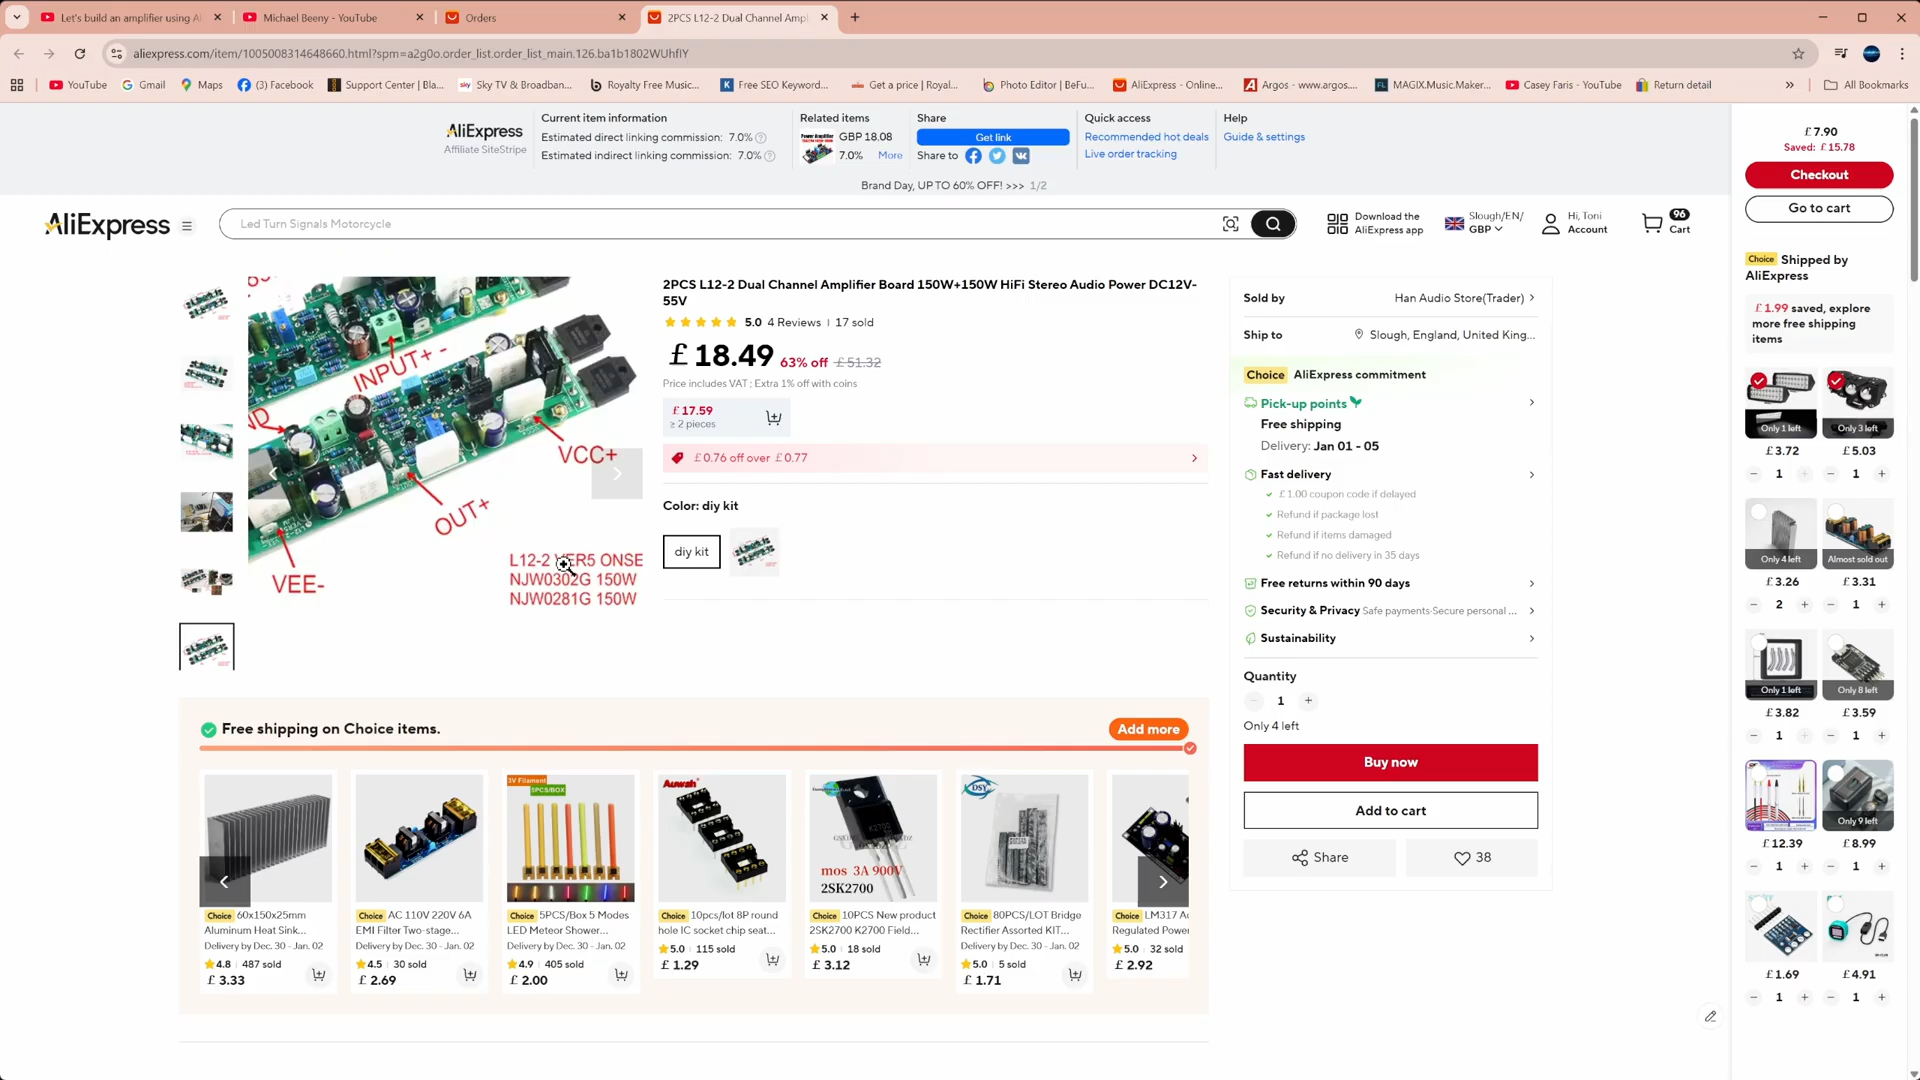 Let's build an amplifier using Al
Michael Beeny - YouTube
Orders
2PCS L12-2 Dual Channel Ampl
aliexpress.com/item/1005008314648660.html?spm=a2g0o.order_list.order_list_main.126.ba1b1802WUhfIY
YouTube
Gmail
Maps
(3) Facebook
Support Center | Bla...
Sky TV & Broadban...
Royalty Free Music...
Free SEO Keyword...
Get a price | Royal...
Photo Editor | BeFu...
AliExpress - Online...
Argos - www.argos....
MAGIX.Music.Maker...
Casey Faris - YouTube
Return detail
All Bookmarks
AliExpress
Affiliate SiteStripe
Current item information
Estimated direct linking commission: 7.0%
Estimated indirect linking commission: 7.0%
Related items
GBP 18.08
7.0% More
Share
Get link
Share to
Quick access
Recommended hot deals
Live order tracking
Help
Guide & settings
Brand Day, UP TO 60% OFF! >>> 1/2
AliExpress
Led Turn Signals Motorcycle
Download the
AliExpress app
Slough/EN/
GBP
Hi, Toni
Account
96
Cart
INPUT+ -
VCC+
OUT+
VEE-
L12-2 VER5 ONSE
NJW0302G 150W
NJW0281G 150W
2PCS L12-2 Dual Channel Amplifier Board 150W+150W HiFi Stereo Audio Power DC12V-
55V
5.0 4 Reviews | 17 sold
£18.49 63% off £51.32
Price includes VAT ; Extra 1% off with coins
£17.59
≥ 2 pieces
£0.76 off over £0.77
Color: diy kit
diy kit
Sold by
Han Audio Store(Trader)
Ship to
Slough, England, United King...
Choice AliExpress commitment
Pick-up points
Free shipping
Delivery: Jan 01 - 05
Fast delivery
£1.00 coupon code if delayed
Refund if package lost
Refund if items damaged
Refund if no delivery in 35 days
Free returns within 90 days
Security & Privacy Safe payments·Secure personal ...
Sustainability
Quantity
1
Only 4 left
Buy now
Add to cart
Share
38
Free shipping on Choice items.
Add more
3V Filament
5PCS/BOX
Auwah
mos 3A 900V
2SK2700
DSY
Choice 60x150x25mm
Aluminum Heat Sink...
Delivery by Dec. 30 - Jan. 02
4.8 487 sold
£3.33
Choice AC 110V 220V 6A
EMI Filter Two-stage...
Delivery by Dec. 30 - Jan. 02
4.5 30 sold
£2.69
Choice 5PCS/Box 5 Modes
LED Meteor Shower...
Delivery by Dec. 30 - Jan. 02
4.9 405 sold
£2.00
Choice 10pcs/lot 8P round
hole IC socket chip seat...
5.0 115 sold
£1.29
Choice 10PCS New product
2SK2700 K2700 Field...
5.0 18 sold
£3.12
Choice 80PCS/LOT Bridge
Rectifier Assorted KIT...
Delivery by Dec. 30 - Jan. 02
5.0 5 sold
£1.71
Choice LM317 Ac
Regulated Power
5.0 32 sold
£2.92
£7.90
Saved: £15.78
Checkout
Go to cart
Choice Shipped by
AliExpress
£1.99 saved, explore
more free shipping
items
Only 1 left
Only 3 left
£3.72
£5.03
1
1
Only 4 left
Almost sold out
£3.26
£3.31
2
1
Only 1 left
Only 8 left
£3.82
£3.59
1
1
Only 9 left
£12.39
£8.99
1
1
£1.69
£4.91
1
1